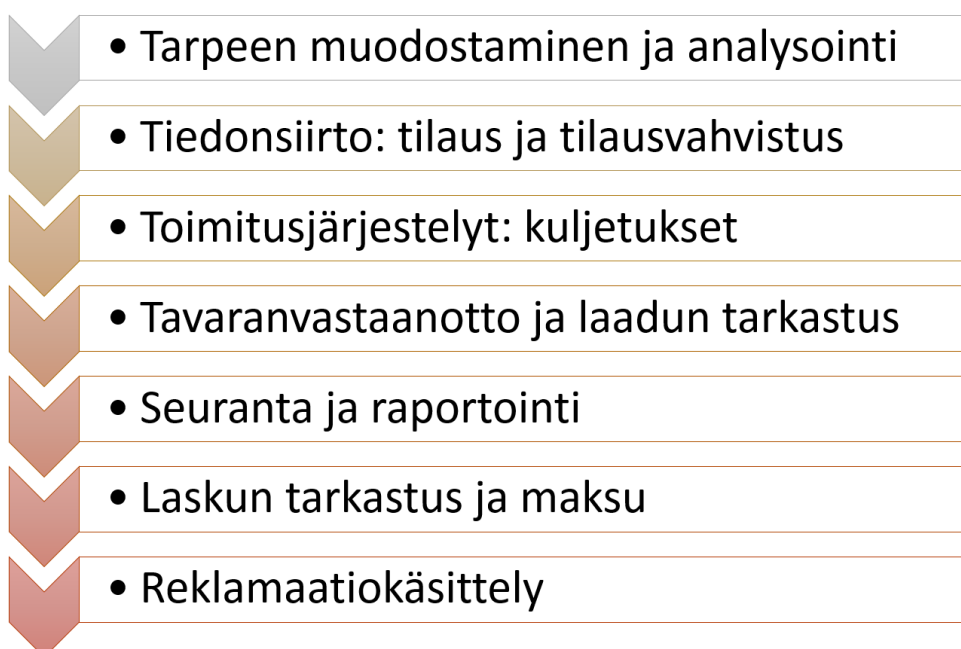 • Tarpeen muodostaminen ja analysointi
• Tiedonsiirto: tilaus ja tilausvahvistus
• Toimitusjärjestelyt: kuljetukset
• Tavaranvastaanotto ja laadun tarkastus
• Seuranta ja raportointi
• Laskun tarkastus ja maksu
• Reklamaatiokäsittely